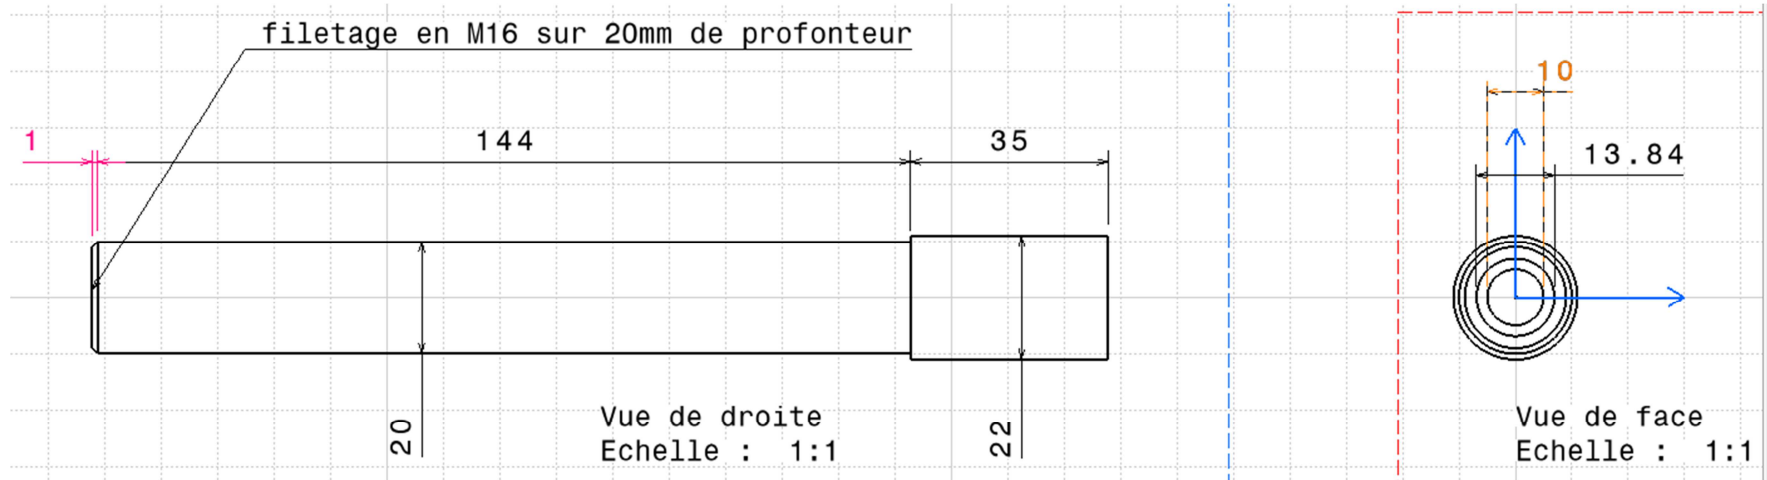 filetage en M16 sur 20mm de profonteur
1
144
35
10
13.84
20
22
Vue de droite
Echelle :  1:1
Vue de face
Echelle :  1:1